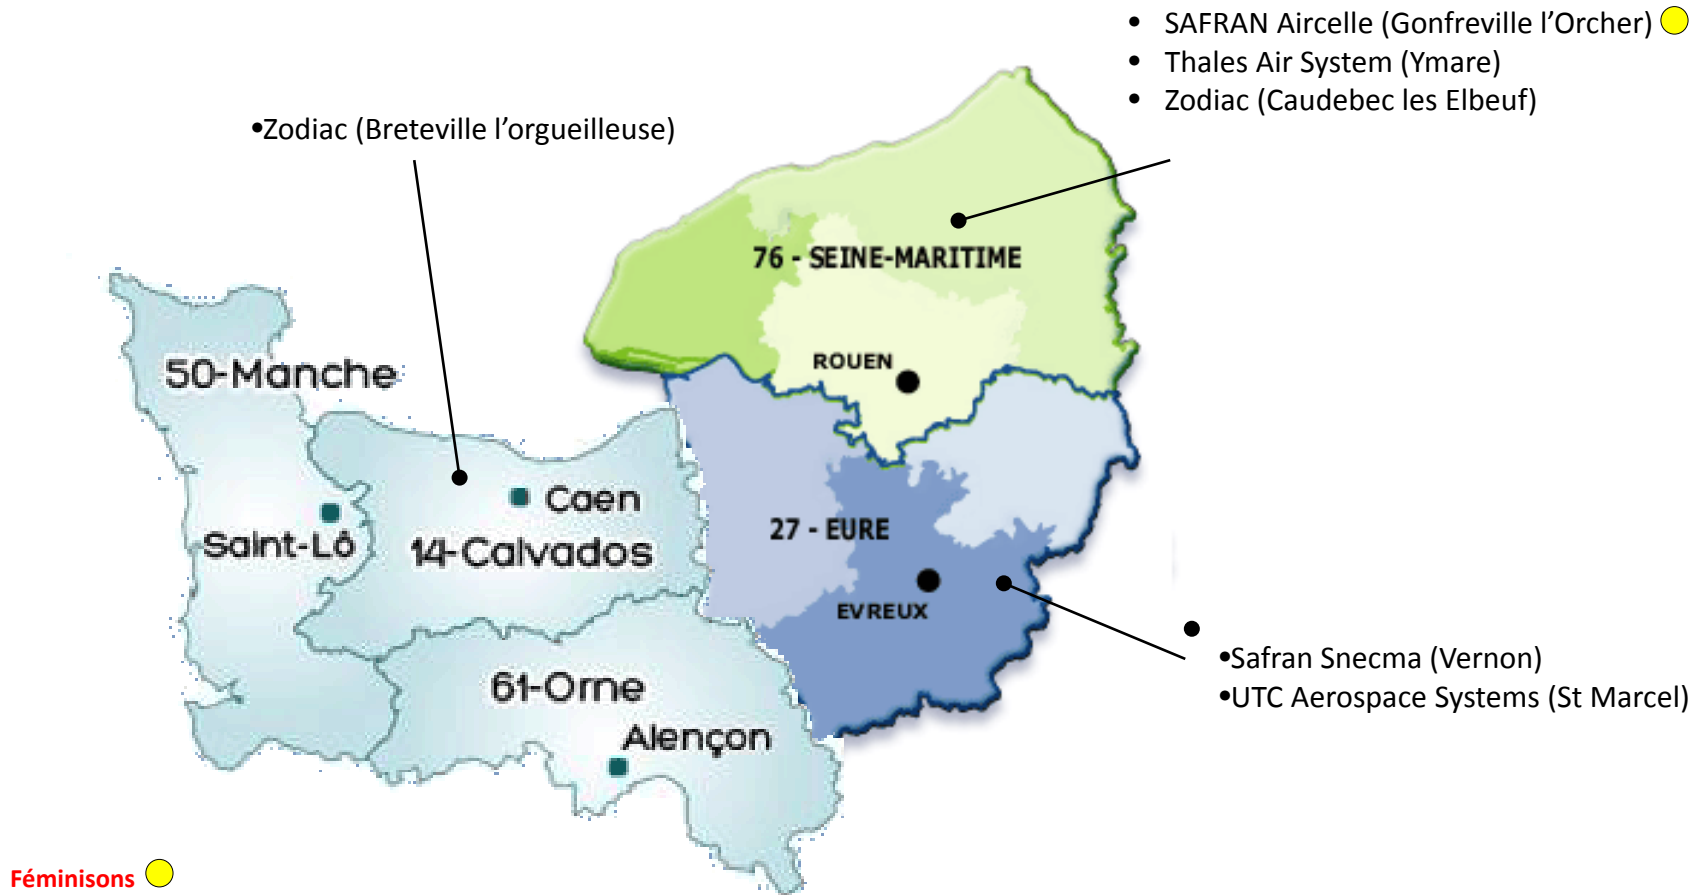 • SAFRAN Aircelle (Gonfreville l’Orcher)
• Thales Air System (Ymare)
• Zodiac (Caudebec les Elbeuf)
•Zodiac (Breteville l’orgueilleuse)
76 - SEINE-MARITIME
ROUEN
50-Manche
Caen
Saint-Lô
14-Calvados
27 - EURE
EVREUX
•
•Safran Snecma (Vernon)
•UTC Aerospace Systems (St Marcel)
61-Orne
Alençon
Féminisons